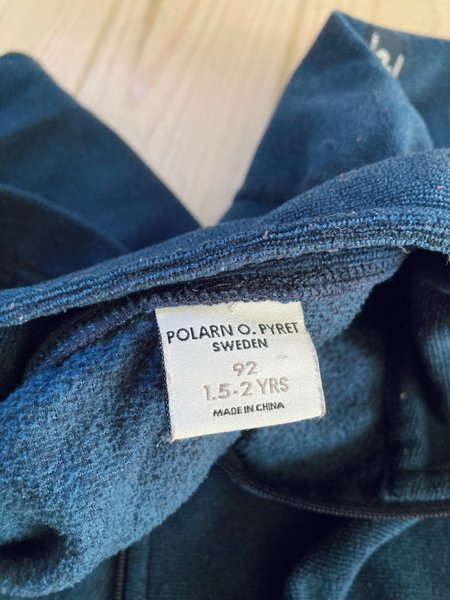 POLARN O. PYRET
SWEDEN
92
1.5-2 YRS
MADE IN CHINA